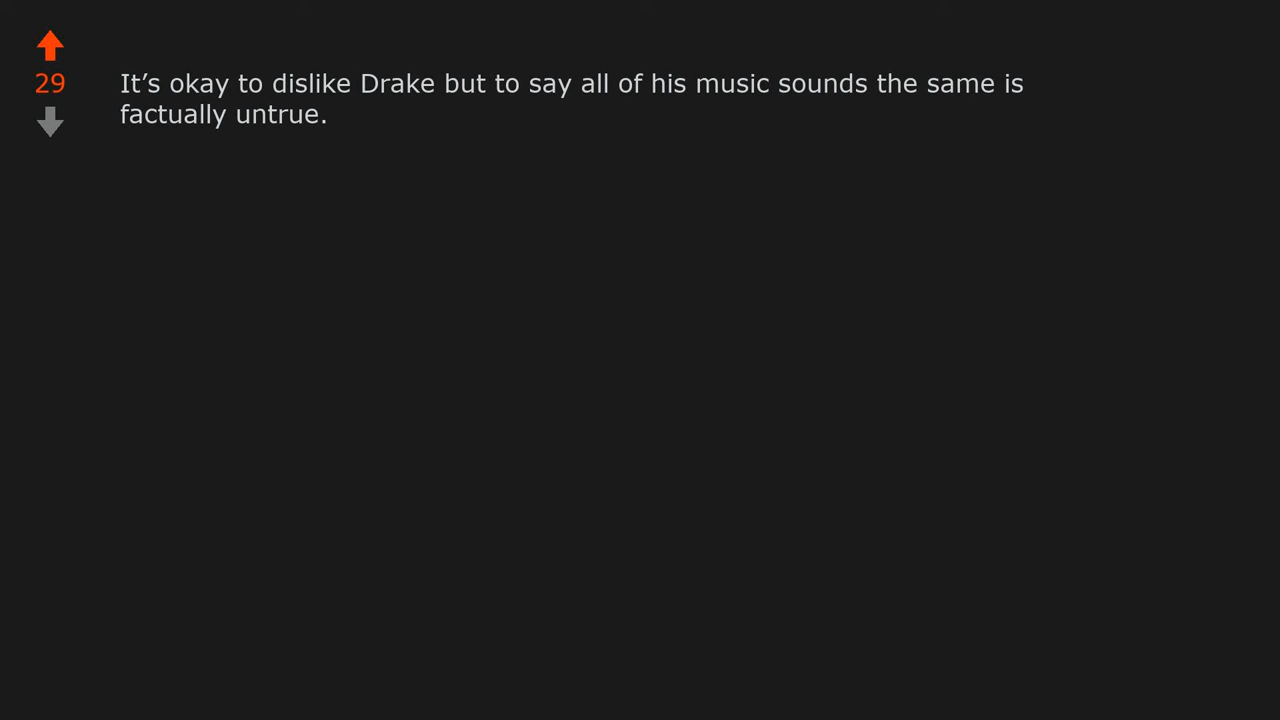 29
It’s okay to dislike Drake but to say all of his music sounds the same is
factually untrue.